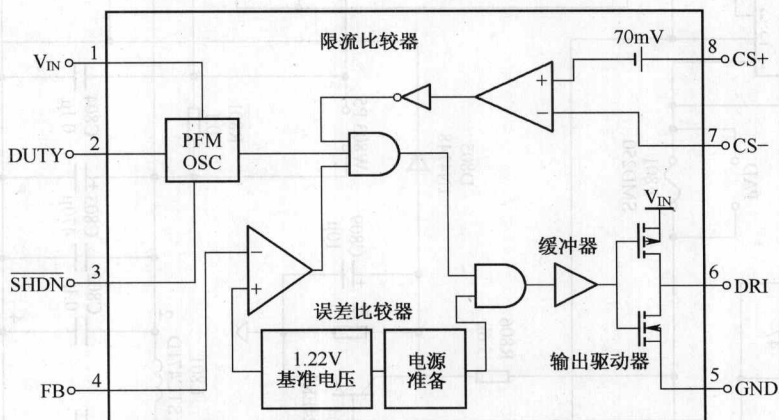 限流比较器
70mV
VIN
1
8
CS+
+
−
PFM
OSC
DUTY
2
7
CS−
VIN
SHDN
3
−
+
缓冲器
6
DRI
误差比较器
1.22V
基准电压
电源
准备
输出驱动器
FB
4
5
GND